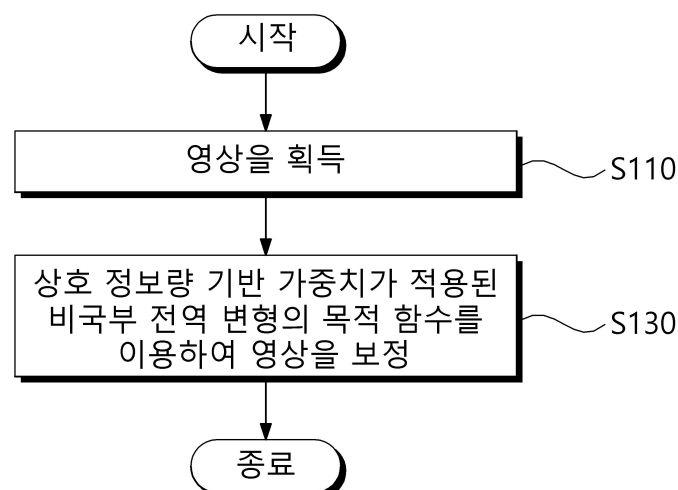 시작
영상을 획득
S110
상호 정보량 기반 가중치가 적용된
비국부 전역 변형의 목적 함수를
이용하여 영상을 보정
S130
종료